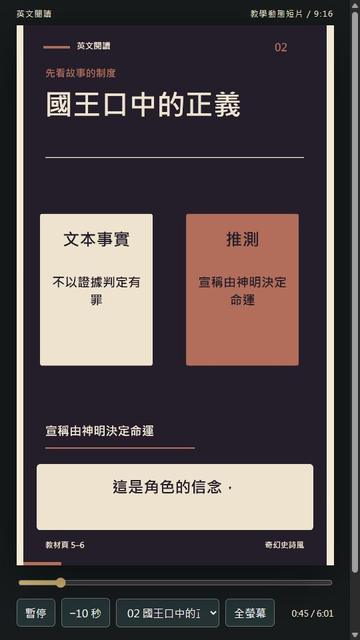 英文閱讀
教學動態短片 / 9:16
英文閱讀
02
先看故事的制度
國王口中的正義
文本事實
不以證據判定有
罪
推測
宣稱由神明決定
命運
宣稱由神明決定命運
這是角色的信念，
教材頁 5–6
奇幻史詩風
暫停
−10 秒
02 國王口中的正
全螢幕
0:45 / 6:01